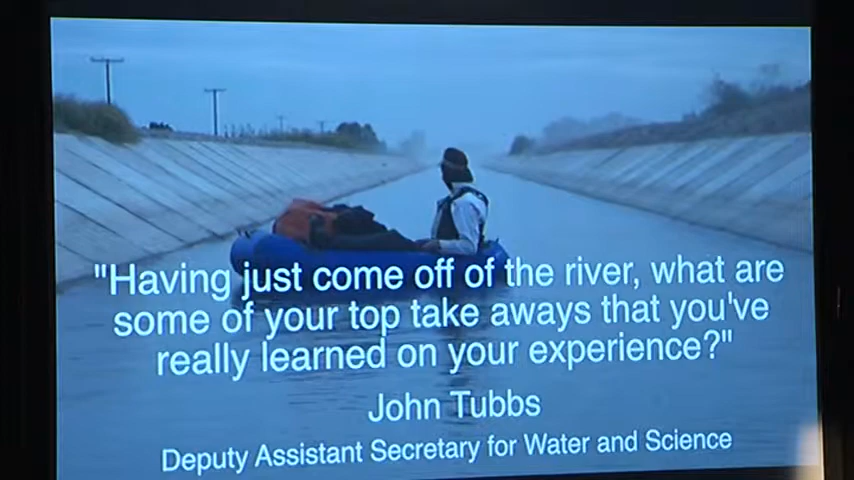 "Having just come off of the river, what are
some of your top take aways that you've
really learned on your experience?"
John Tubbs
Deputy Assistant Secretary for Water and Science